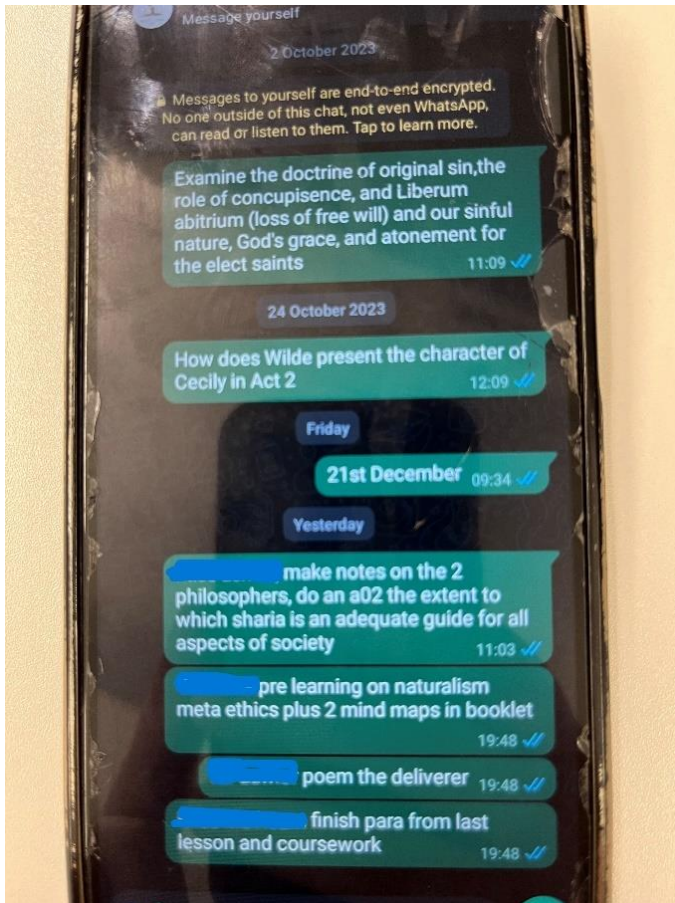 Message yourself
2 October 2023
Messages to yourself are end-to-end encrypted.
No one outside of this chat, not even WhatsApp,
can read or listen to them. Tap to learn more.
Examine the doctrine of original sin,the
role of concupisence, and Liberum
abitrium (loss of free will) and our sinful
nature, God's grace, and atonement for
the elect saints
11:09
24 October 2023
How does Wilde present the character of
Cecily in Act 2
12:09
Friday
21st December 09:34
Yesterday
make notes on the 2
philosophers, do an a02 the extent to
which sharia is an adequate guide for all
aspects of society
11:03
pre learning on naturalism
meta ethics plus 2 mind maps in booklet
19:48
poem the deliverer 19:48
finish para from last
lesson and coursework
19:48